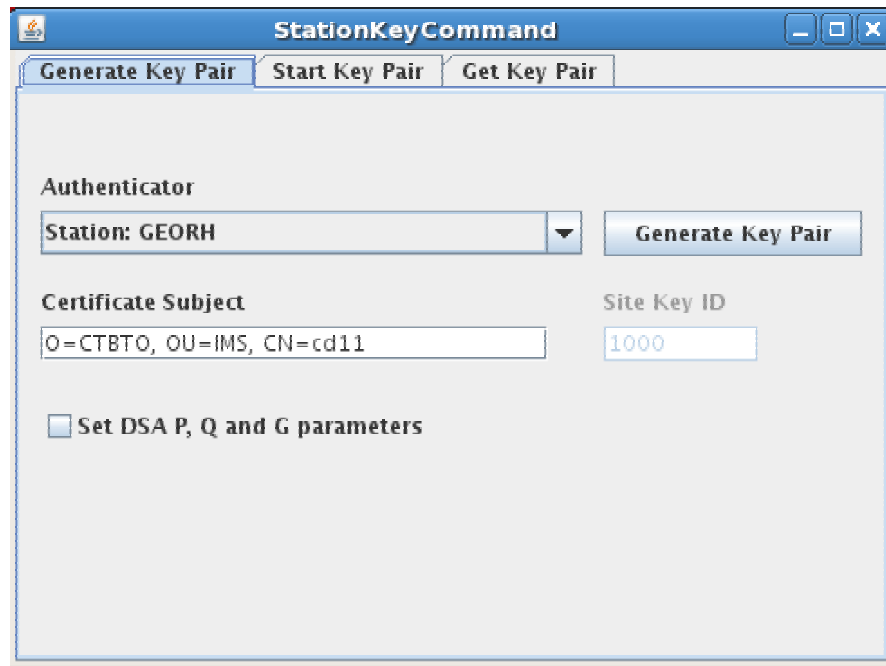 StationKeyCommand
Generate Key Pair Start Key Pair Get Key Pair
Authenticator
Station: GEORH Generate Key Pair
Certificate Subject Site Key ID
O=CTBTO, OU=IMS, CN=cd11 1000
Set DSA P, Q and G parameters